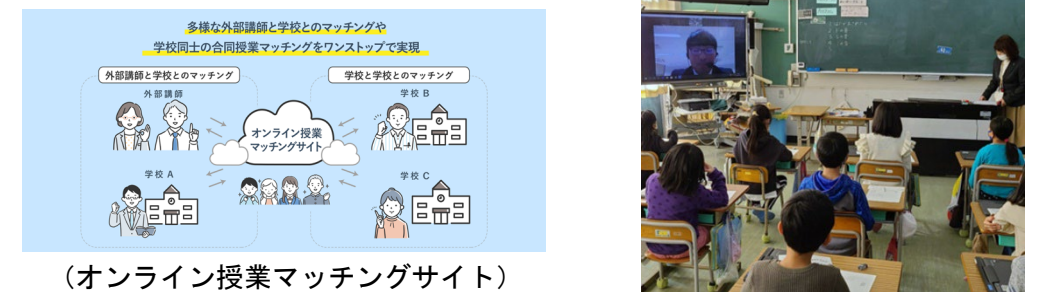 多様な外部講師と学校とのマッチングや
学校同士の合同授業マッチングをワンストップで実現
外部講師と学校とのマッチング
学校と学校とのマッチング
外部講師
学校 B
オンライン授業
マッチングサイト
学校 A
学校 C
（オンライン授業マッチングサイト）